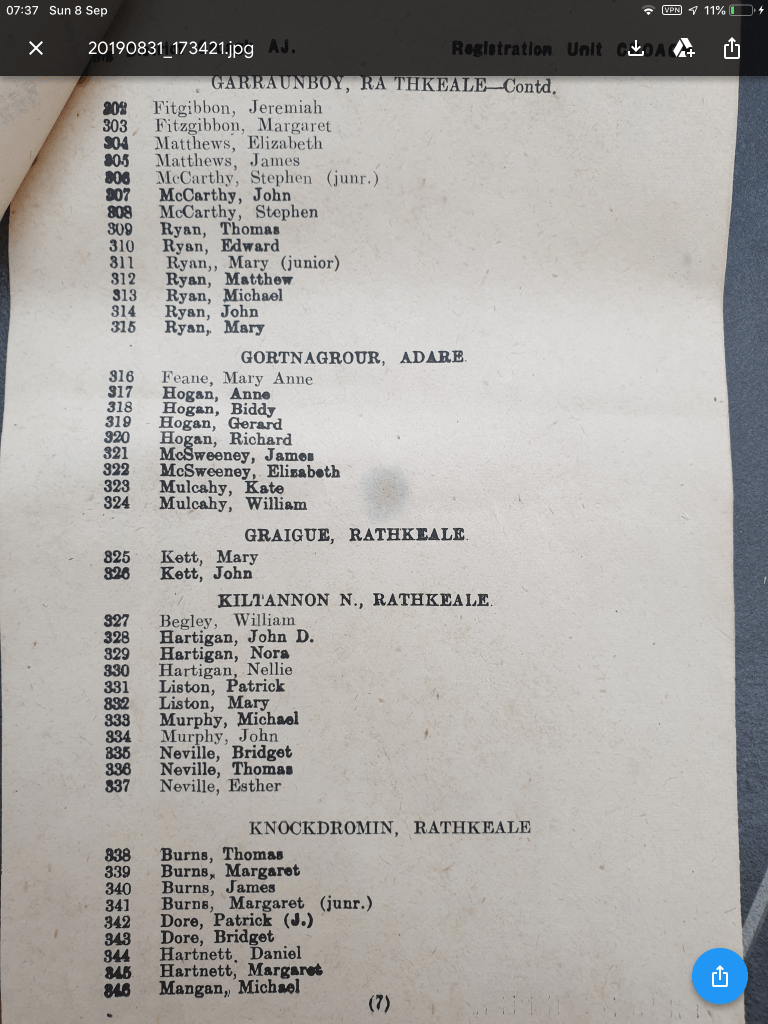 07:37 Sun 8 Sep VPN 11%
20190831_173421.jpg
AJ. Registration Unit
GARRAUNBOY, RA THKEALE—Contd.
302 Fitgibbon, Jeremiah
303 Fitzgibbon, Margaret
304 Matthews, Elizabeth
305 Matthews, James
306 McCarthy, Stephen (junr.)
307 McCarthy, John
308 McCarthy, Stephen
309 Ryan, Thomas
310 Ryan, Edward
311 Ryan,, Mary (junior)
312 Ryan, Matthew
313 Ryan, Michael
314 Ryan, John
315 Ryan, Mary
GORTNAGROUR, ADARE.
316 Feane, Mary Anne
317 Hogan, Anne
318 Hogan, Biddy
319 Hogan, Gerard
320 Hogan, Richard
321 McSweeney, James
322 McSweeney, Elizabeth
323 Mulcahy, Kate
324 Mulcahy, William
GRAIGUE, RATHKEALE.
325 Kett, Mary
326 Kett, John
KILTANNON N., RATHKEALE.
327 Begley, William
328 Hartigan, John D.
329 Hartigan, Nora
330 Hartigan, Nellie
331 Liston, Patrick
332 Liston, Mary
333 Murphy, Michael
334 Murphy, John
335 Neville, Bridget
336 Neville, Thomas
337 Neville, Esther
KNOCKDROMIN, RATHKEALE
338 Burns, Thomas
339 Burns, Margaret
340 Burns, James
341 Burns, Margaret (junr.)
342 Dore, Patrick (J.)
343 Dore, Bridget
344 Hartnett. Daniel
345 Hartnett, Margaret
346 Mangan, Michael
(7)